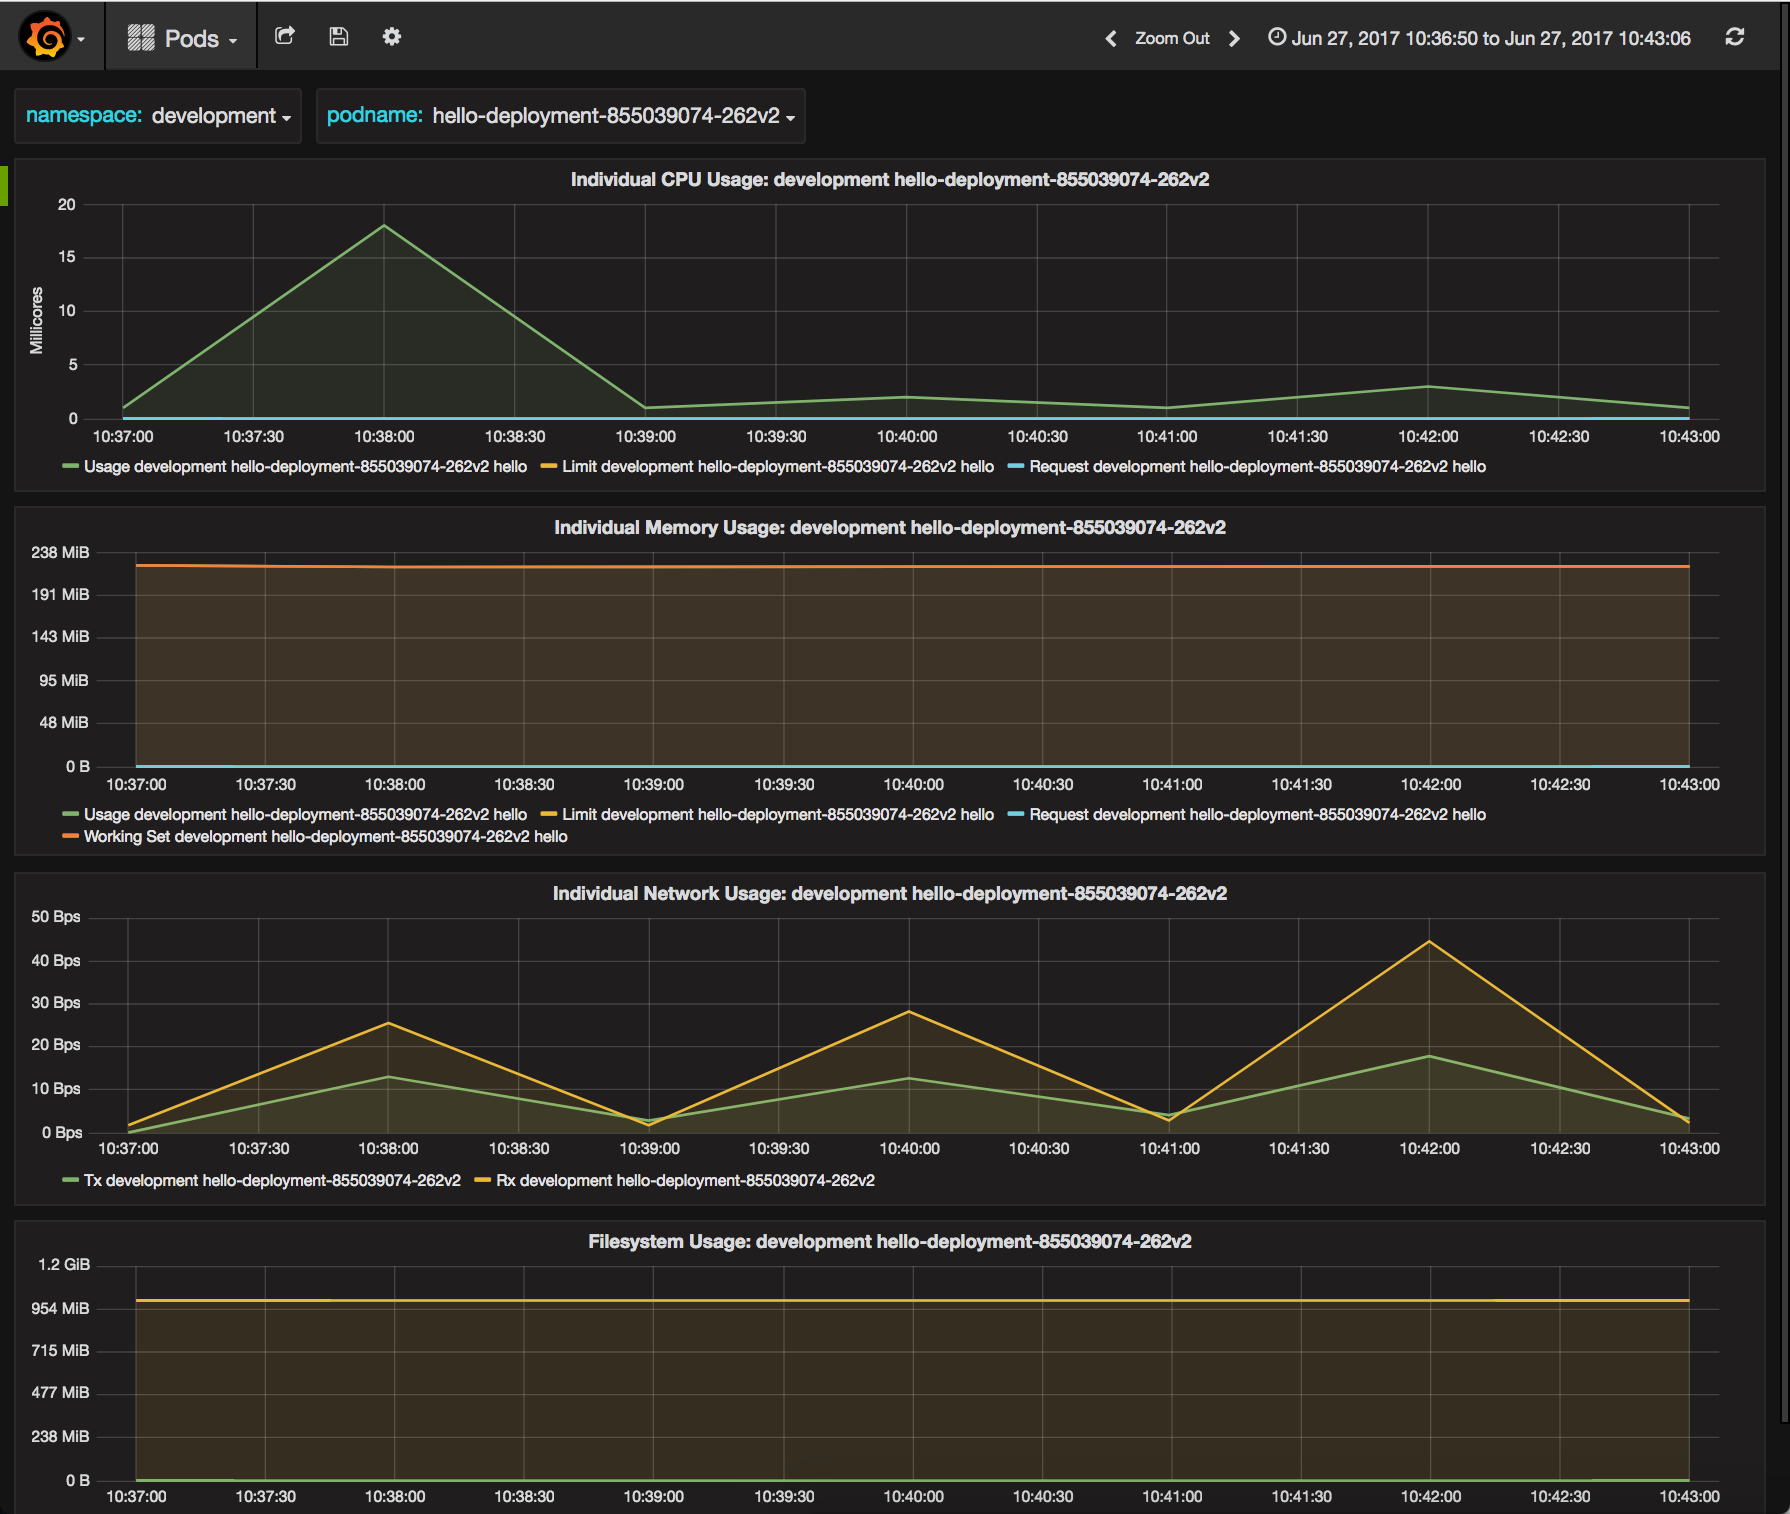 Pods
Zoom Out
Jun 27, 2017 10:36:50 to Jun 27, 2017 10:43:06
namespace: development
podname: hello-deployment-855039074-262v2
Individual CPU Usage: development hello-deployment-855039074-262v2
20
15
10
5
0
Millicores
10:37:00 10:37:30 10:38:00 10:38:30 10:39:00 10:39:30 10:40:00 10:40:30 10:41:00 10:41:30 10:42:00 10:42:30 10:43:00
Usage development hello-deployment-855039074-262v2 hello Limit development hello-deployment-855039074-262v2 hello Request development hello-deployment-855039074-262v2 hello
Individual Memory Usage: development hello-deployment-855039074-262v2
238 MiB
191 MiB
143 MiB
95 MiB
48 MiB
0 B
10:37:00 10:37:30 10:38:00 10:38:30 10:39:00 10:39:30 10:40:00 10:40:30 10:41:00 10:41:30 10:42:00 10:42:30 10:43:00
Usage development hello-deployment-855039074-262v2 hello Limit development hello-deployment-855039074-262v2 hello Request development hello-deployment-855039074-262v2 hello
Working Set development hello-deployment-855039074-262v2 hello
Individual Network Usage: development hello-deployment-855039074-262v2
50 Bps
40 Bps
30 Bps
20 Bps
10 Bps
0 Bps
10:37:00 10:37:30 10:38:00 10:38:30 10:39:00 10:39:30 10:40:00 10:40:30 10:41:00 10:41:30 10:42:00 10:42:30 10:43:00
Tx development hello-deployment-855039074-262v2 Rx development hello-deployment-855039074-262v2
Filesystem Usage: development hello-deployment-855039074-262v2
1.2 GiB
954 MiB
715 MiB
477 MiB
238 MiB
0 B
10:37:00 10:37:30 10:38:00 10:38:30 10:39:00 10:39:30 10:40:00 10:40:30 10:41:00 10:41:30 10:42:00 10:42:30 10:43:00